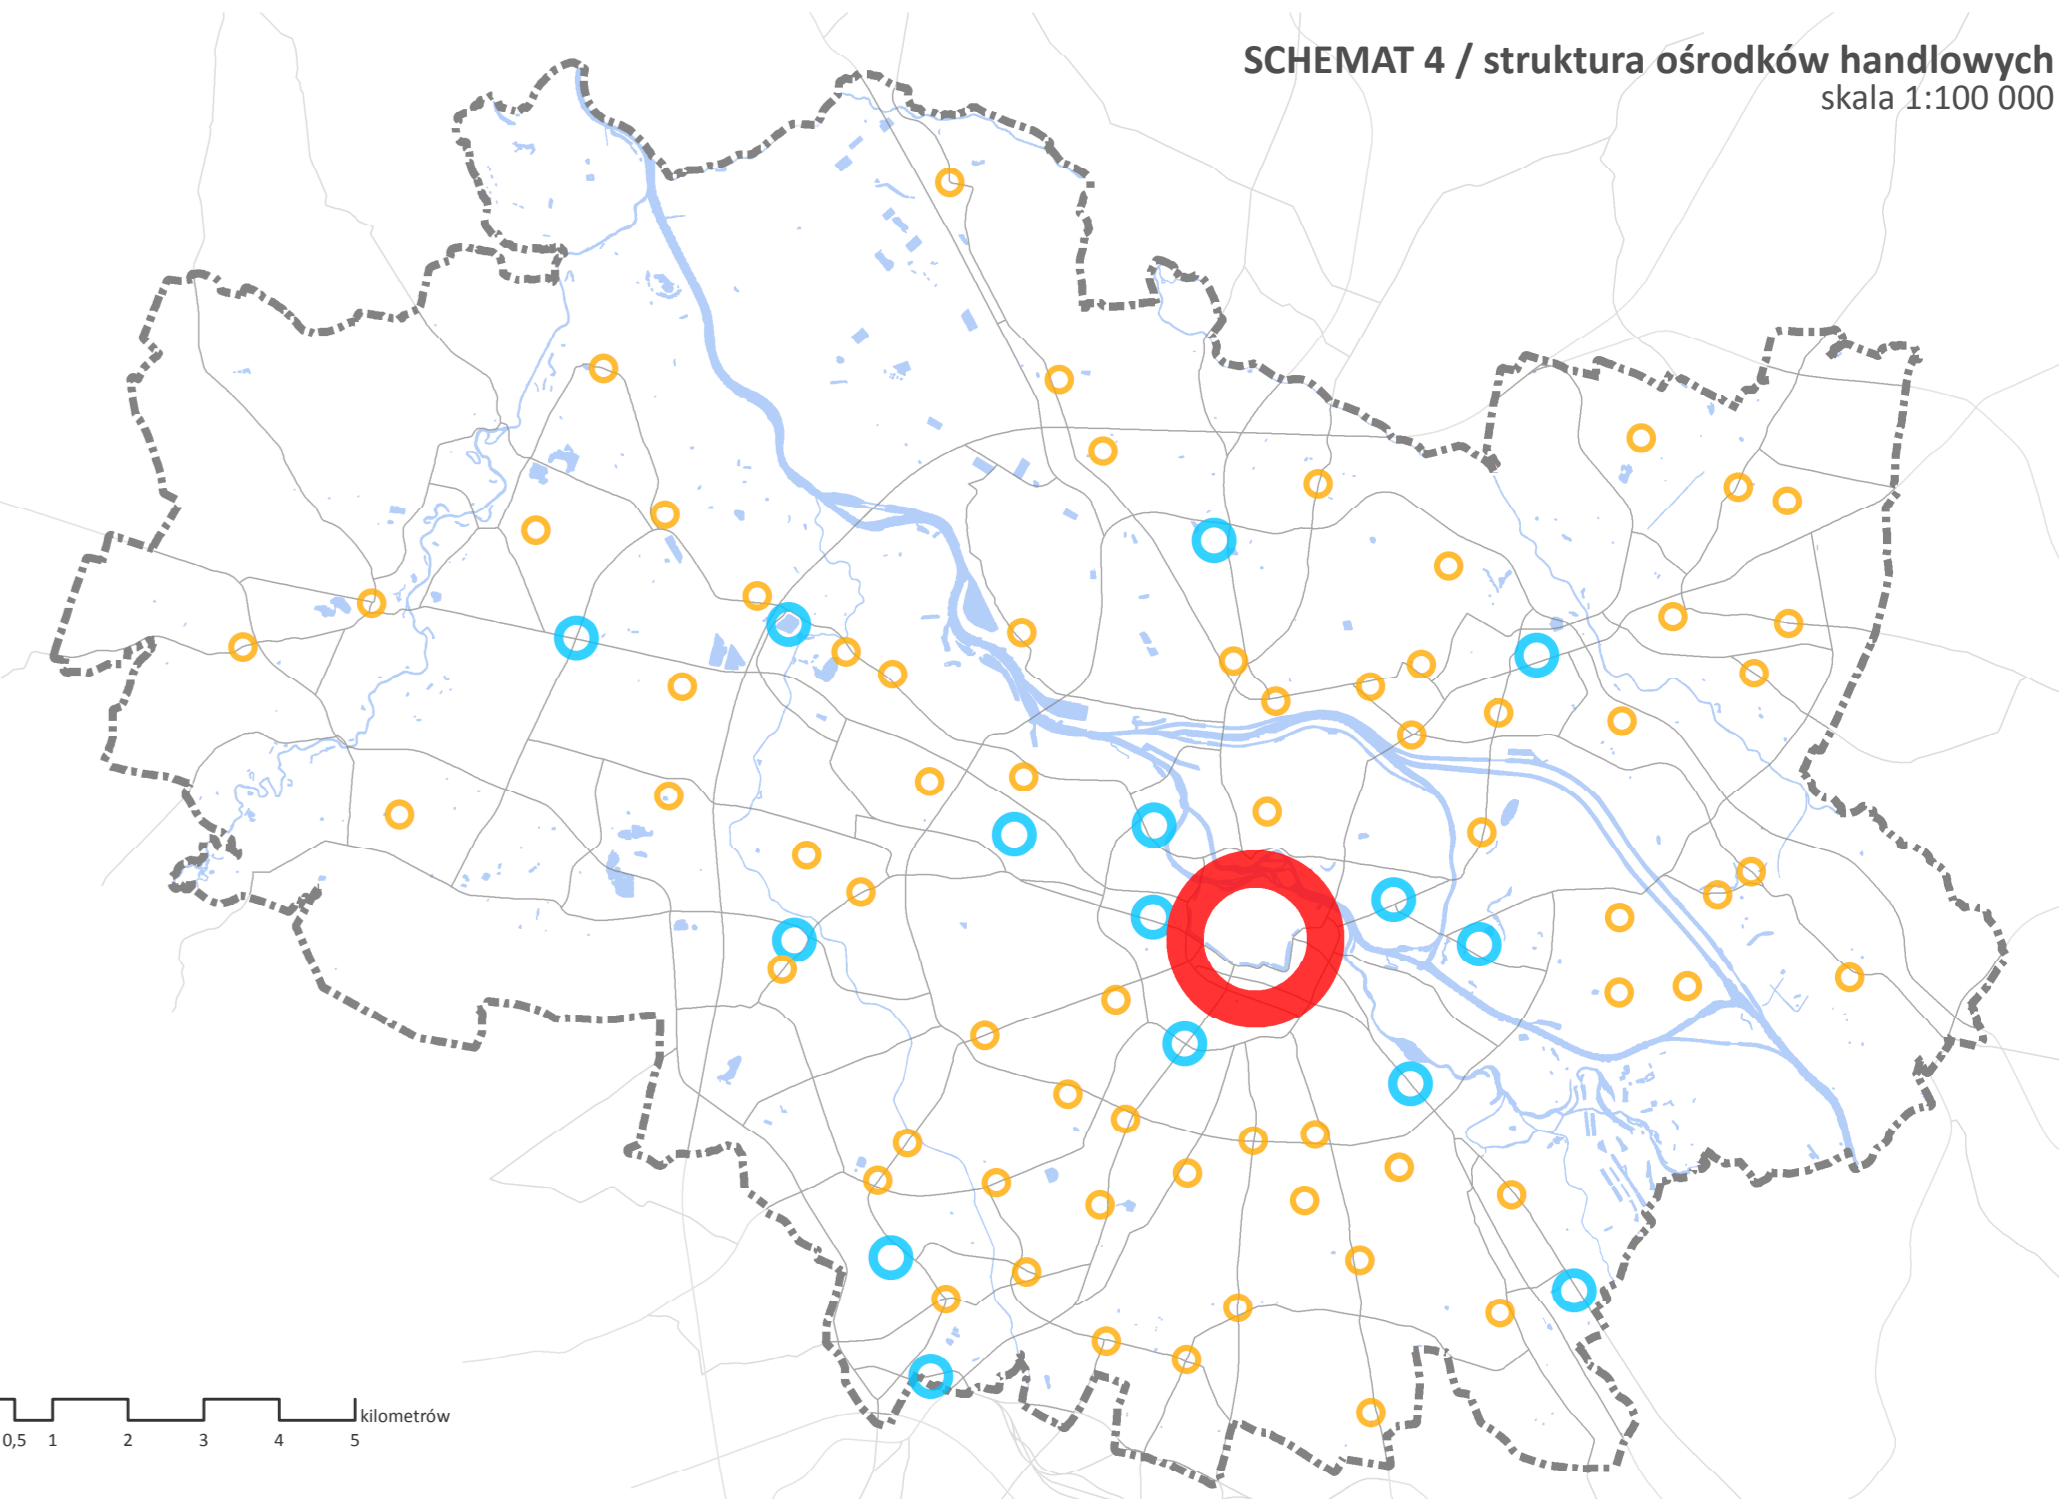 SCHEMAT 4 / struktura ośrodków handlowych
skala 1:100 000
kilometrów
0,5 1 2 3 4 5